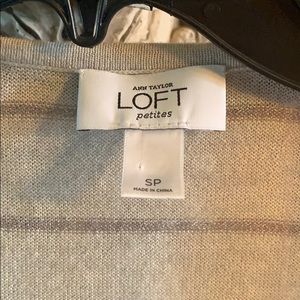 ANN TAYLOR
LOFT
petites
SP
MADE IN CHINA